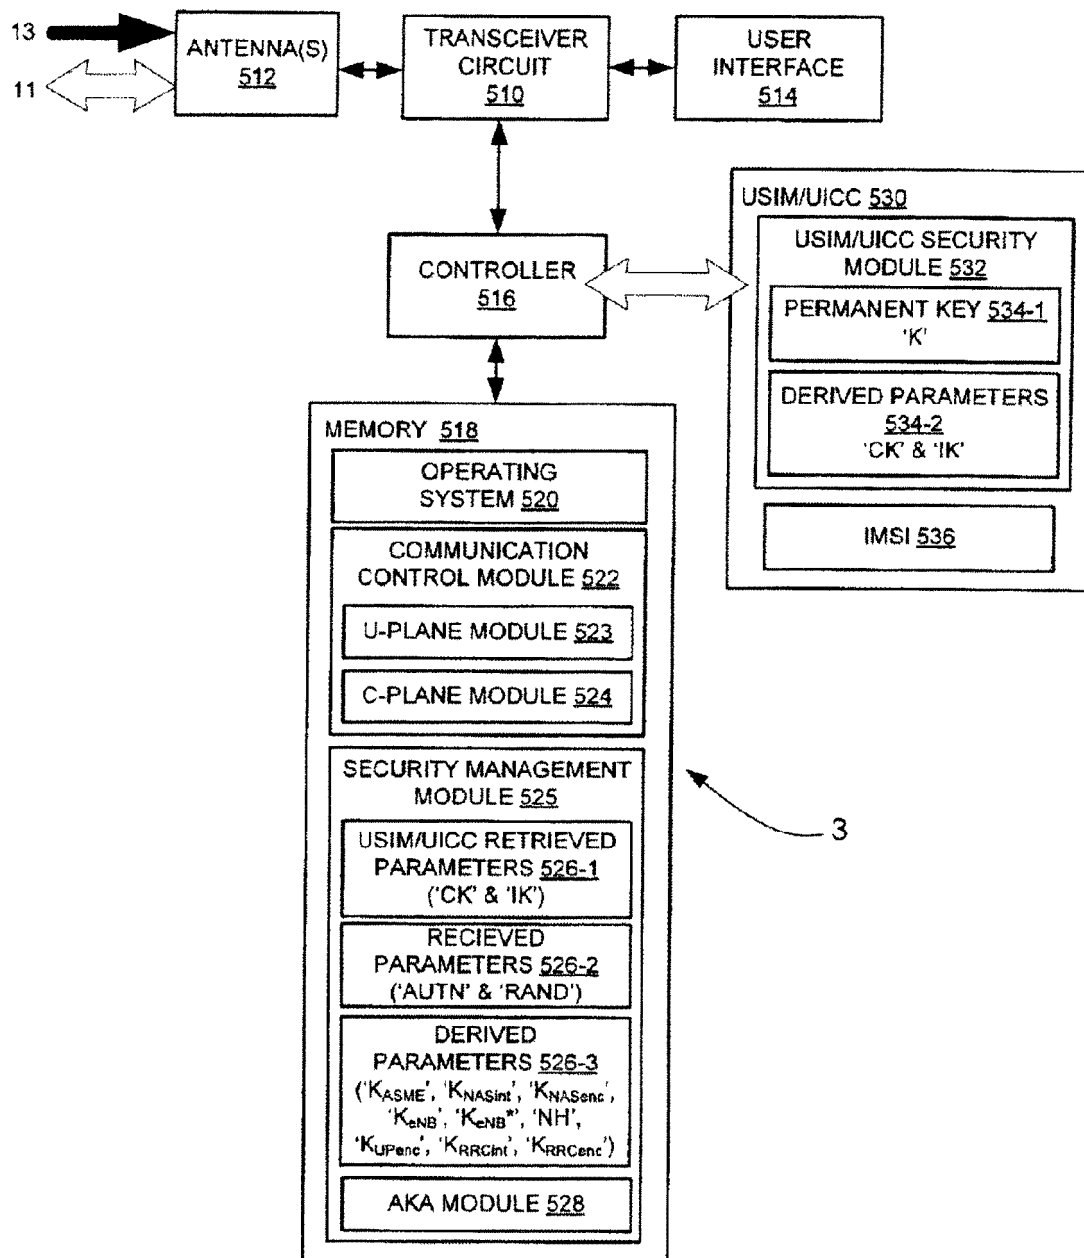 13
11
ANTENNA(S)
512
TRANSCEIVER
CIRCUIT
510
USER
INTERFACE
514
CONTROLLER
516
USIM/UICC 530
USIM/UICC SECURITY
MODULE 532
PERMANENT KEY 534-1
'K'
DERIVED PARAMETERS
534-2
'CK' & 'IK'
IMSI 536
MEMORY 518
OPERATING
SYSTEM 520
COMMUNICATION
CONTROL MODULE 522
U-PLANE MODULE 523
C-PLANE MODULE 524
SECURITY MANAGEMENT
MODULE 525
USIM/UICC RETRIEVED
PARAMETERS 526-1
('CK' & 'IK')
RECIEVED
PARAMETERS 526-2
('AUTN' & 'RAND')
DERIVED
PARAMETERS 526-3
('KASME', 'KNASint', 'KNASenc',
'KeNB', 'KeNB*', 'NH',
'KUPenc', 'KRRCint', 'KRRCenc')
AKA MODULE 528
3